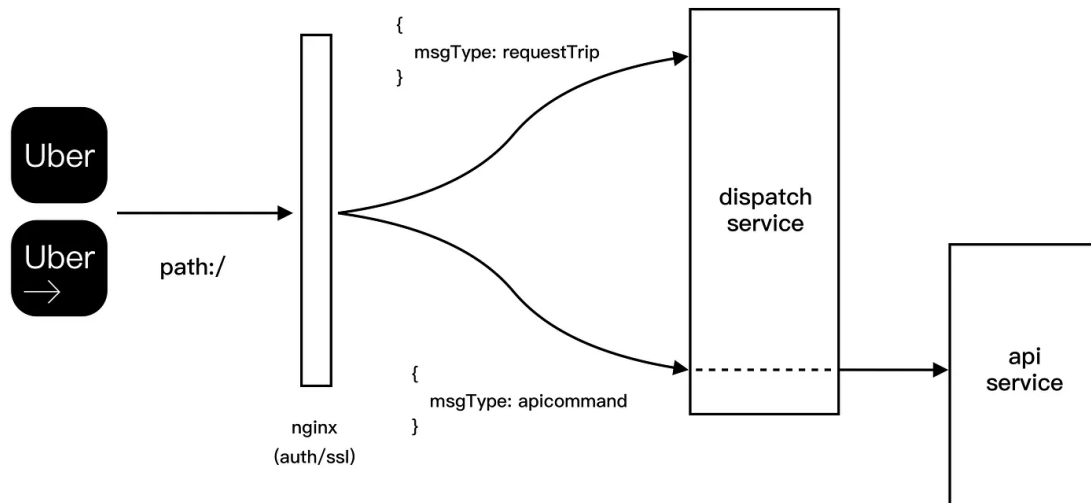 {
msgType: requestTrip
}
Uber
Uber
path:/
dispatch
service
{
msgType: apicommand
}
nginx
(auth/ssl)
api
service